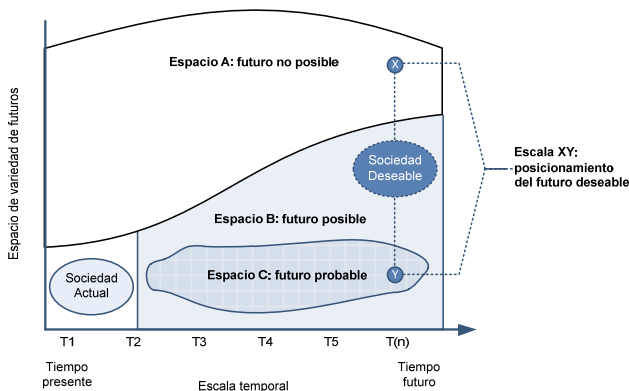 Espacio de variedad de futuros
Espacio A: futuro no posible
X
Sociedad
Deseable
Escala XY:
posicionamiento
del futuro deseable
Espacio B: futuro posible
Espacio C: futuro probable
Y
Sociedad
Actual
T1 T2 T3 T4 T5 T(n)
Tiempo
presente
Escala temporal
Tiempo
futuro